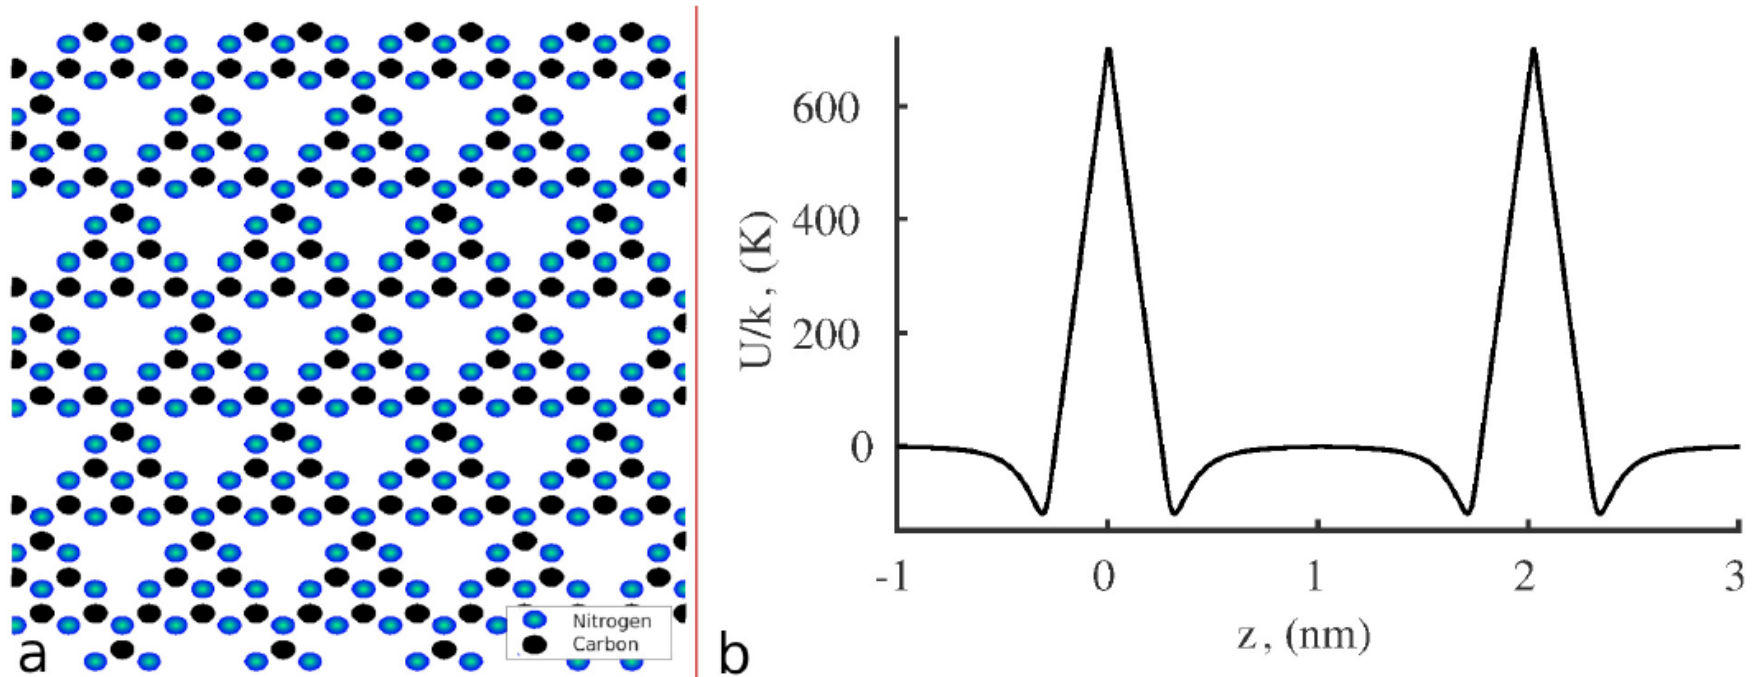 Nitrogen
Carbon
a
600
400
200
0
U/k, (K)
-1 0 1 2 3
z, (nm)
b